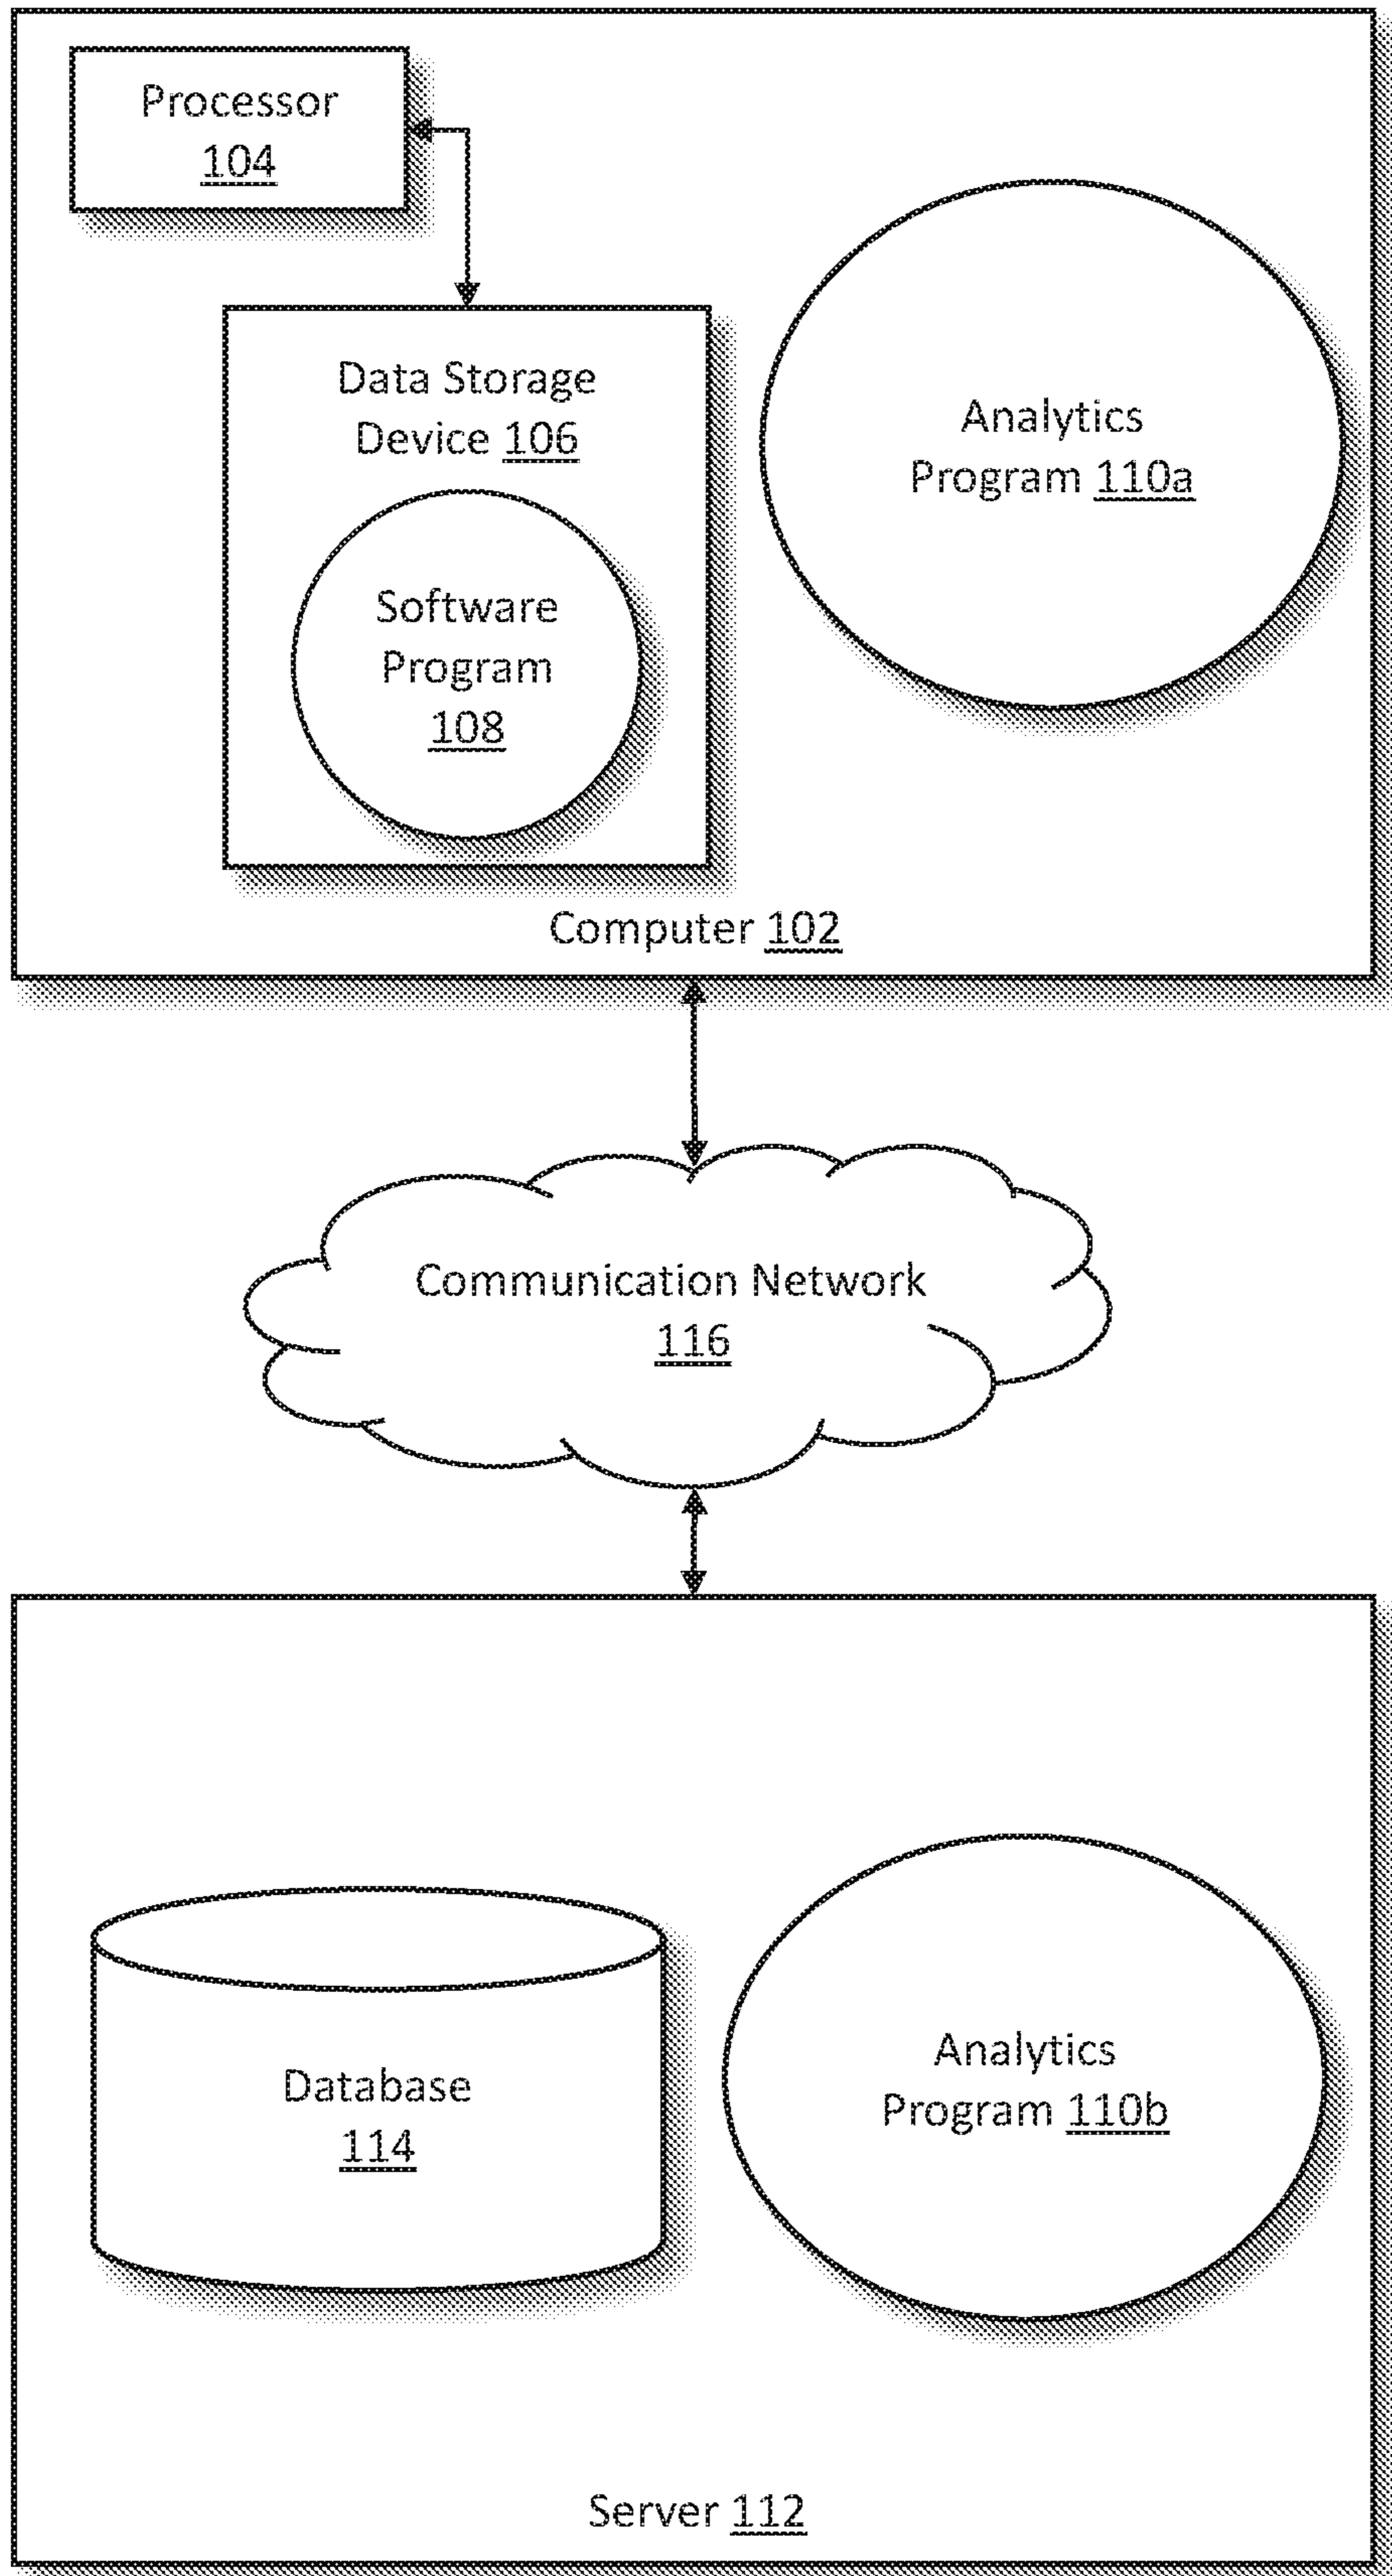 Processor
104
Data Storage
Device 106
Software
Program
108
Analytics
Program 110a
Computer 102
Communication Network
116
Database
114
Analytics
Program 110b
Server 112